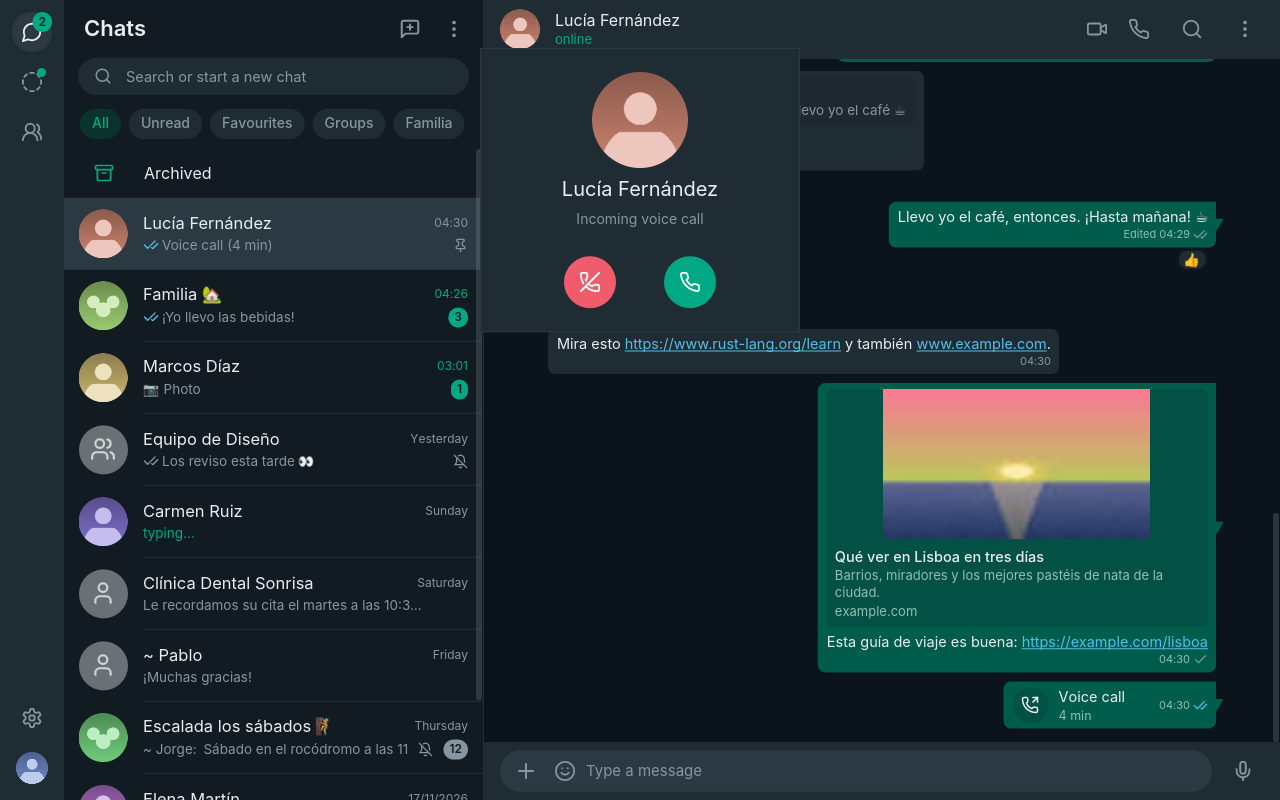 2
Chats
Search or start a new chat
All
Unread
Favourites
Groups
Familia
Archived
Lucía Fernández
04:30
Voice call (4 min)
Familia 🏡
04:26
¡Yo llevo las bebidas!
3
Marcos Díaz
03:01
📷 Photo
1
Equipo de Diseño
Yesterday
Los reviso esta tarde 👀
Carmen Ruiz
Sunday
typing...
Clínica Dental Sonrisa
Saturday
Le recordamos su cita el martes a las 10:3...
~ Pablo
Friday
¡Muchas gracias!
Escalada los sábados 🧗
Thursday
~ Jorge: Sábado en el rocódromo a las 11
12
Elena Martín
17/11/2026
Lucía Fernández
online
Lucía Fernández
Incoming voice call
levo yo el café ☕
Llevo yo el café, entonces. ¡Hasta mañana! ☕
Edited 04:29
👍
Mira esto https://www.rust-lang.org/learn y también www.example.com.
04:30
Qué ver en Lisboa en tres días
Barrios, miradores y los mejores pastéis de nata de la
ciudad.
example.com
Esta guía de viaje es buena: https://example.com/lisboa
04:30
Voice call
4 min
04:30
Type a message